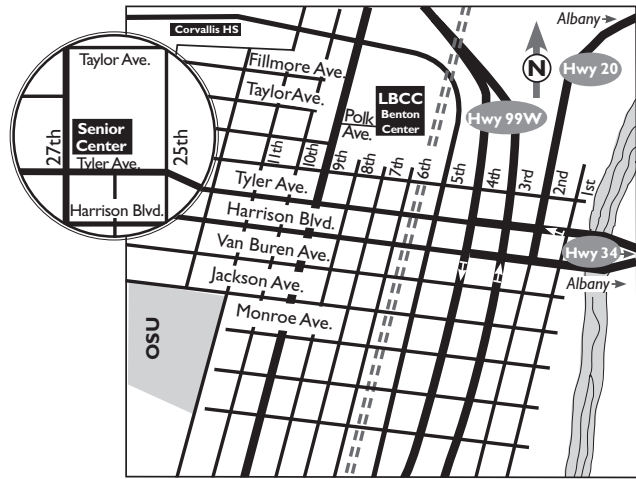 Corvallis HS
Albany
Taylor Ave.
Fillmore Ave.
Hwy 20
N
TaylorAve.
LBCC
Benton
Center
Polk
Ave.
Hwy 99W
Senior
Center
27th
25th
Tyler Ave.
11th
10th
9th
8th
7th
6th
5th
4th
3rd
2nd
1st
Tyler Ave.
Harrison Blvd.
Harrison Blvd.
Van Buren Ave.
Hwy 34
Jackson Ave.
Albany
Monroe Ave.
OSU